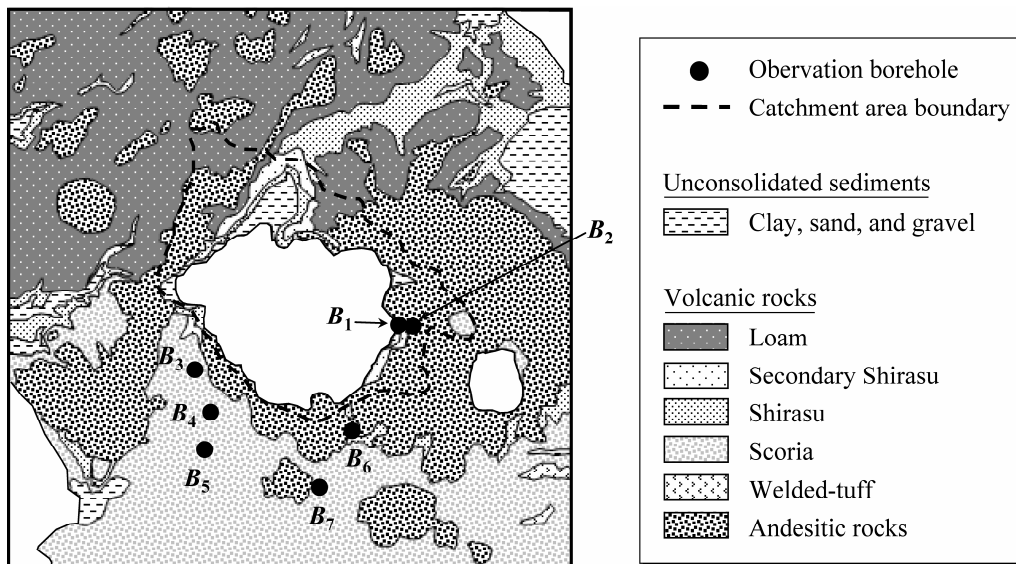 B2
B1
B3
B4
B5
B6
B7
Obervation borehole
Catchment area boundary
Unconsolidated sediments
Clay, sand, and gravel
Volcanic rocks
Loam
Secondary Shirasu
Shirasu
Scoria
Welded-tuff
Andesitic rocks